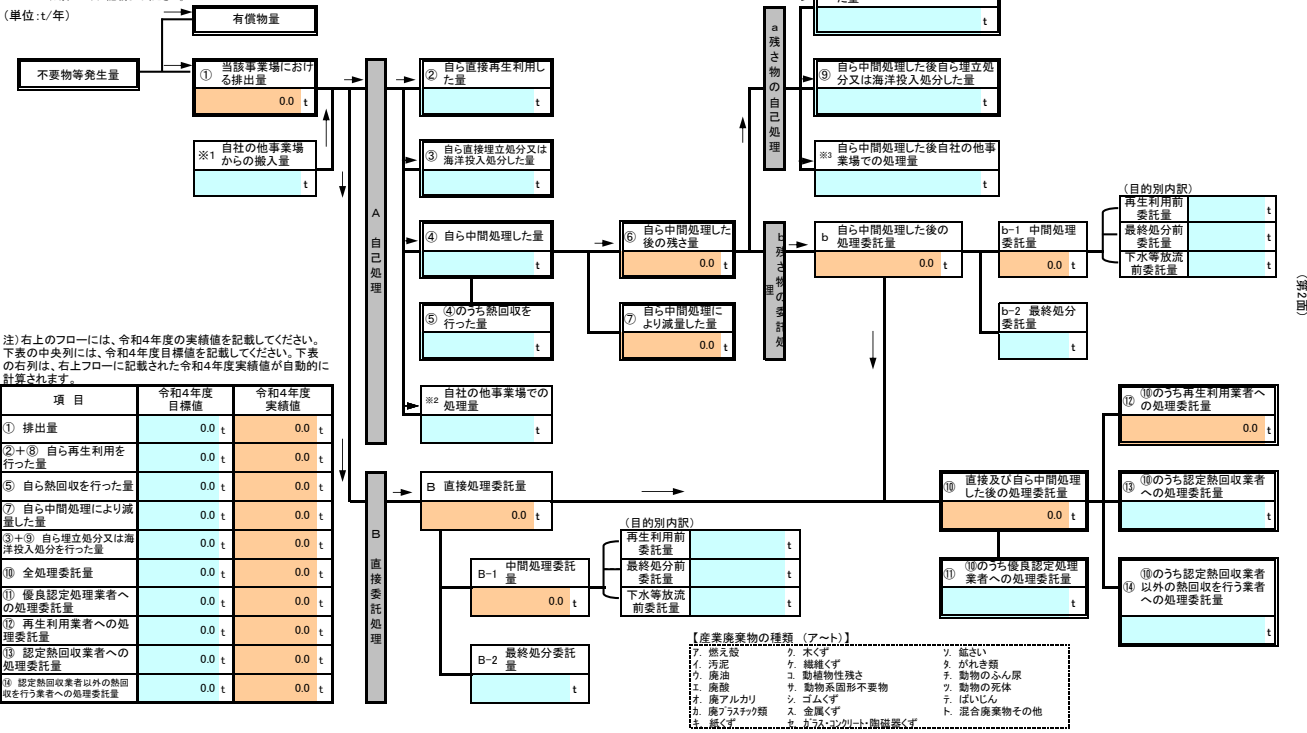 (単位:t/年)
有償物量
不要物等発生量
① 当該事業場におけ
る排出量
0.0 t
※1 自社の他事業場
からの搬入量
t
A 自己処理
② 自ら直接再生利用し
た量
t
③ 自ら直接埋立処分又は
海洋投入処分した量
t
④ 自ら中間処理した量
t
⑤ ④のうち熱回収を
行った量
t
※2 自社の他事業場での
処理量
t
⑥ 自ら中間処理した
後の残さ量
0.0 t
⑦ 自ら中間処理に
より減量した量
0.0 t
a 残さ物の自己処理
た量
t
⑨ 自ら中間処理した後自ら埋立処
分又は海洋投入処分した量
t
※3 自ら中間処理した後自社の他事
業場での処理量
t
b 残さ物の委託処理
b 自ら中間処理した後の
処理委託量
0.0 t
b-1 中間処理
委託量
0.0 t
(目的別内訳)
再生利用前
委託量 t
最終処分前
委託量 t
下水等放流
前委託量 t
b-2 最終処分
委託量
t
(第2面)
注)右上のフローには、令和4年度の実績値を記載してください。
下表の中央列には、令和4年度目標値を記載してください。下表
の右列は、右上フローに記載された令和4年度実績値が自動的に
計算されます。
項 目 令和4年度 目標値 令和4年度 実績値
① 排出量 0.0 t 0.0 t
②+⑧ 自ら再生利用を
行った量 0.0 t 0.0 t
⑤ 自ら熱回収を行った量 0.0 t 0.0 t
⑦ 自ら中間処理により減
量した量 0.0 t 0.0 t
③+⑨ 自ら埋立処分又は海
洋投入処分を行った量 0.0 t 0.0 t
⑩ 全処理委託量 0.0 t 0.0 t
⑪ 優良認定処理業者へ
の処理委託量 0.0 t 0.0 t
⑫ 再生利用業者への処
理委託量 0.0 t 0.0 t
⑬ 認定熱回収業者への
処理委託量 0.0 t 0.0 t
⑭ 認定熱回収業者以外の熱回
収を行う業者への処理委託量 0.0 t 0.0 t
B 直接委託処理
B 直接処理委託量
0.0 t
B-1 中間処理委託
量
0.0 t
(目的別内訳)
再生利用前
委託量 t
最終処分前
委託量 t
下水等放流
前委託量 t
B-2 最終処分委託
量
t
⑩ 直接及び自ら中間処理
した後の処理委託量
0.0 t
⑪ ⑩のうち優良認定処理
業者への処理委託量
t
⑫ ⑩のうち再生利用業者へ
の処理委託量
0.0 t
⑬ ⑩のうち認定熱回収業者
への処理委託量
t
⑭ ⑩のうち認定熱回収業者
以外の熱回収を行う業者
への処理委託量
t
【産業廃棄物の種類 (ア~ト)】
ア. 燃え殻 ク. 木くず ソ. 鉱さい
イ. 汚泥 ケ. 繊維くず タ. がれき類
ウ. 廃油 コ. 動植物性残さ チ. 動物のふん尿
エ. 廃酸 サ. 動物系固形不要物 ツ. 動物の死体
オ. 廃アルカリ シ. ゴムくず テ. ばいじん
カ. 廃プラスチック類 ス. 金属くず ト. 混合廃棄物その他
キ. 紙くず セ. ガラス・コンクリート・陶磁器くず